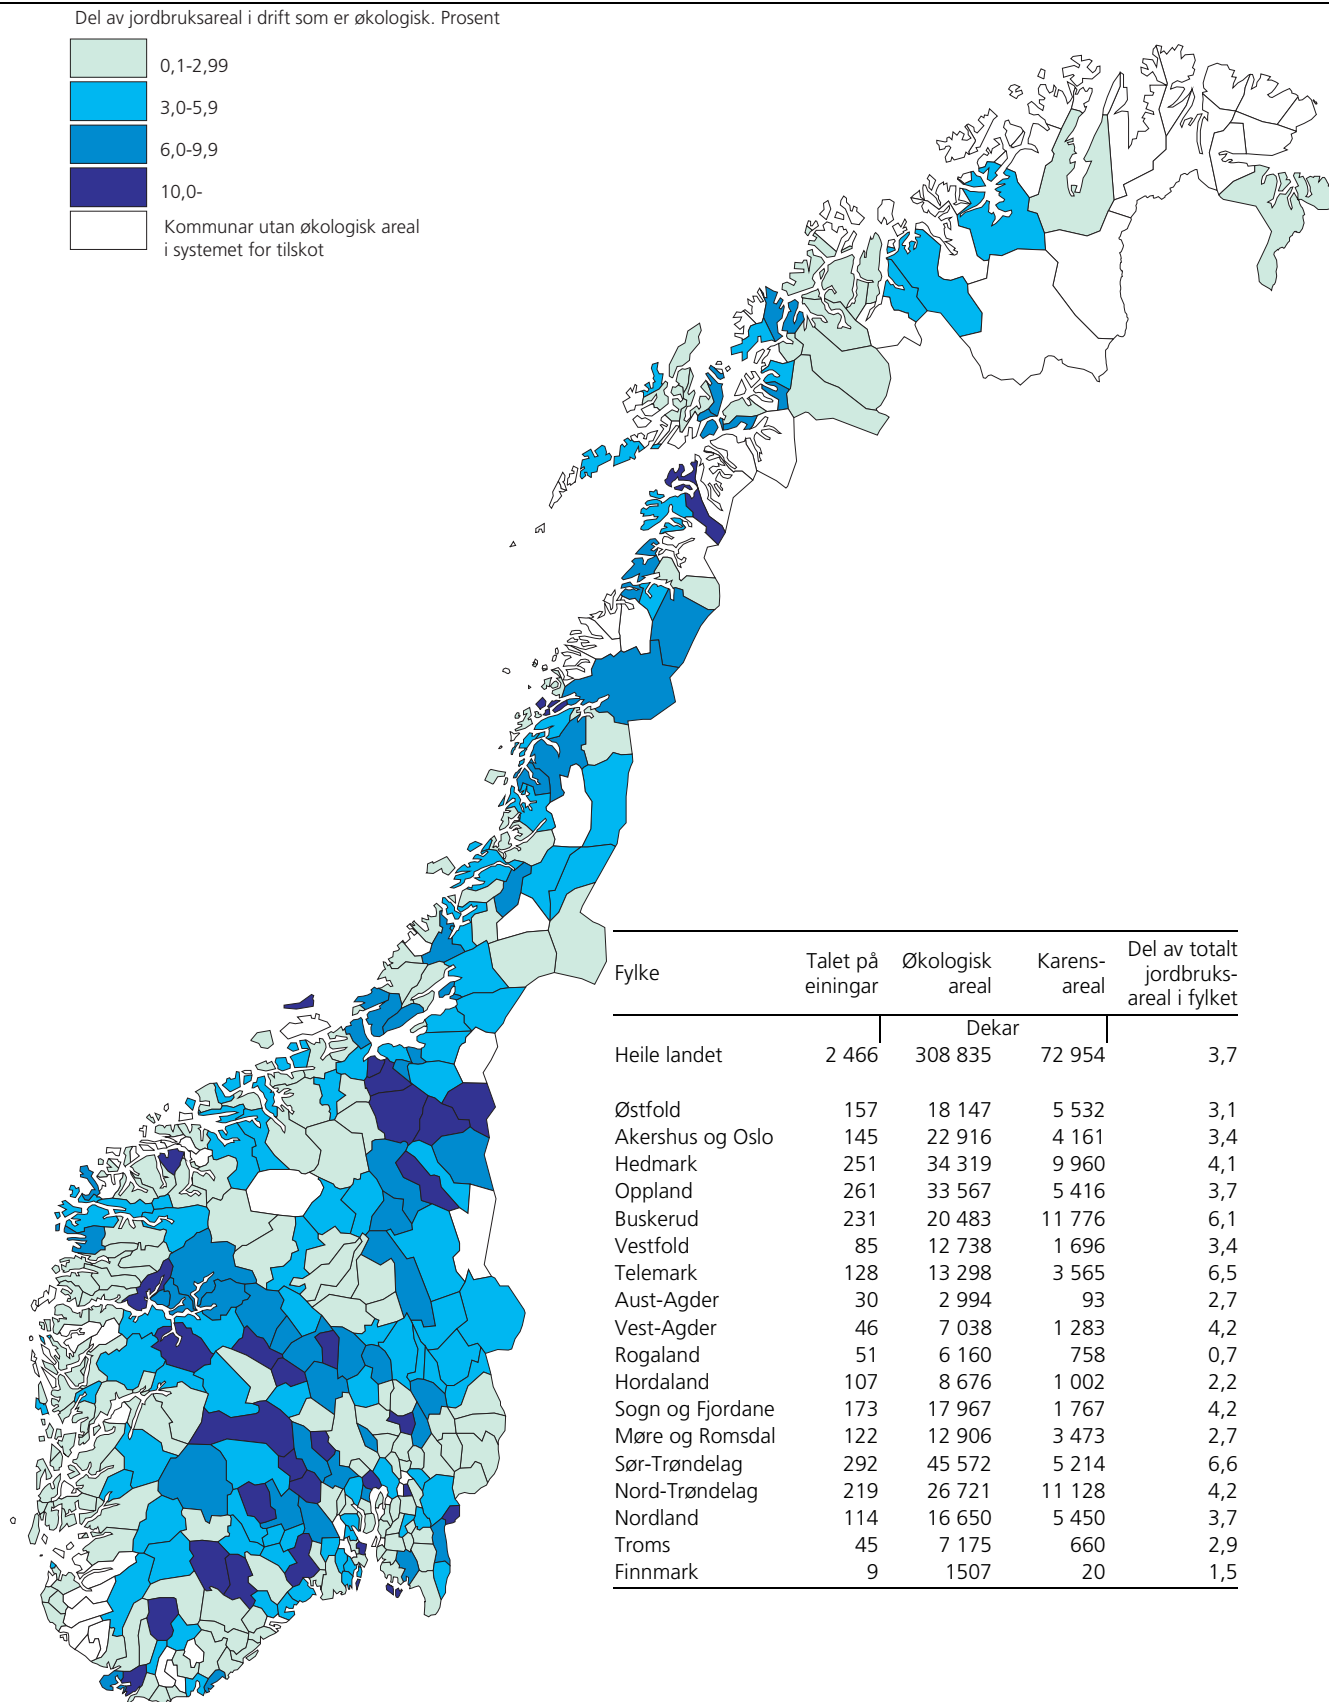 Del av jordbruksareal i drift som er økologisk. Prosent
0,1-2,99
3,0-5,9
6,0-9,9
10,0-
Kommunar utan økologisk areal
i systemet for tilskot
Fylke Talet på einingar Økologisk areal Karens-areal Del av totalt jordbruks-areal i fylket
Dekar
Heile landet 2 466 308 835 72 954 3,7
Østfold 157 18 147 5 532 3,1
Akershus og Oslo 145 22 916 4 161 3,4
Hedmark 251 34 319 9 960 4,1
Oppland 261 33 567 5 416 3,7
Buskerud 231 20 483 11 776 6,1
Vestfold 85 12 738 1 696 3,4
Telemark 128 13 298 3 565 6,5
Aust-Agder 30 2 994 93 2,7
Vest-Agder 46 7 038 1 283 4,2
Rogaland 51 6 160 758 0,7
Hordaland 107 8 676 1 002 2,2
Sogn og Fjordane 173 17 967 1 767 4,2
Møre og Romsdal 122 12 906 3 473 2,7
Sør-Trøndelag 292 45 572 5 214 6,6
Nord-Trøndelag 219 26 721 11 128 4,2
Nordland 114 16 650 5 450 3,7
Troms 45 7 175 660 2,9
Finnmark 9 1507 20 1,5